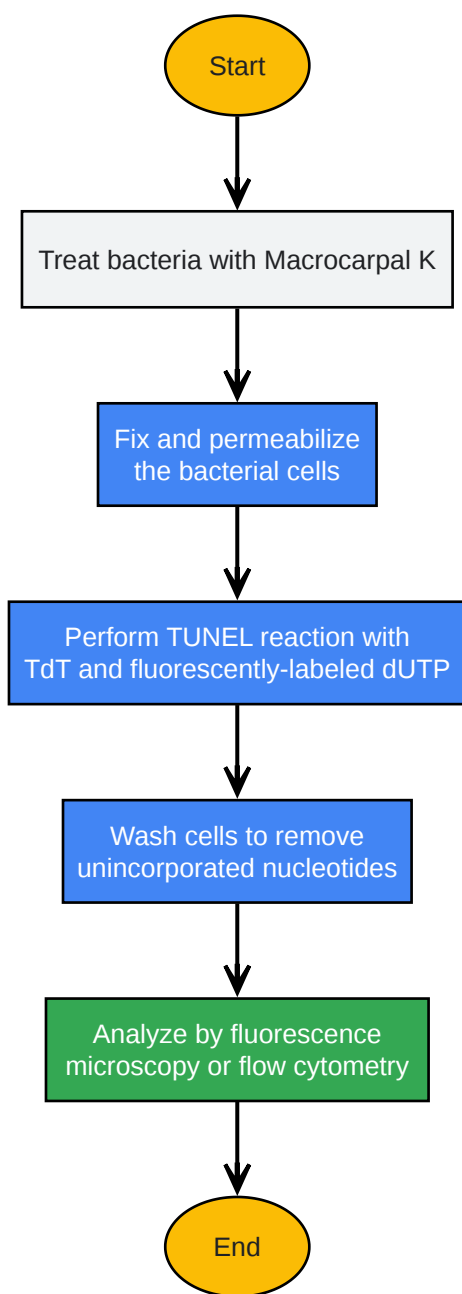 Start
Treat bacteria with Macrocarpal K
Fix and permeabilize
the bacterial cells
Perform TUNEL reaction with
TdT and fluorescently-labeled dUTP
Wash cells to remove
unincorporated nucleotides
Analyze by fluorescence
microscopy or flow cytometry
End